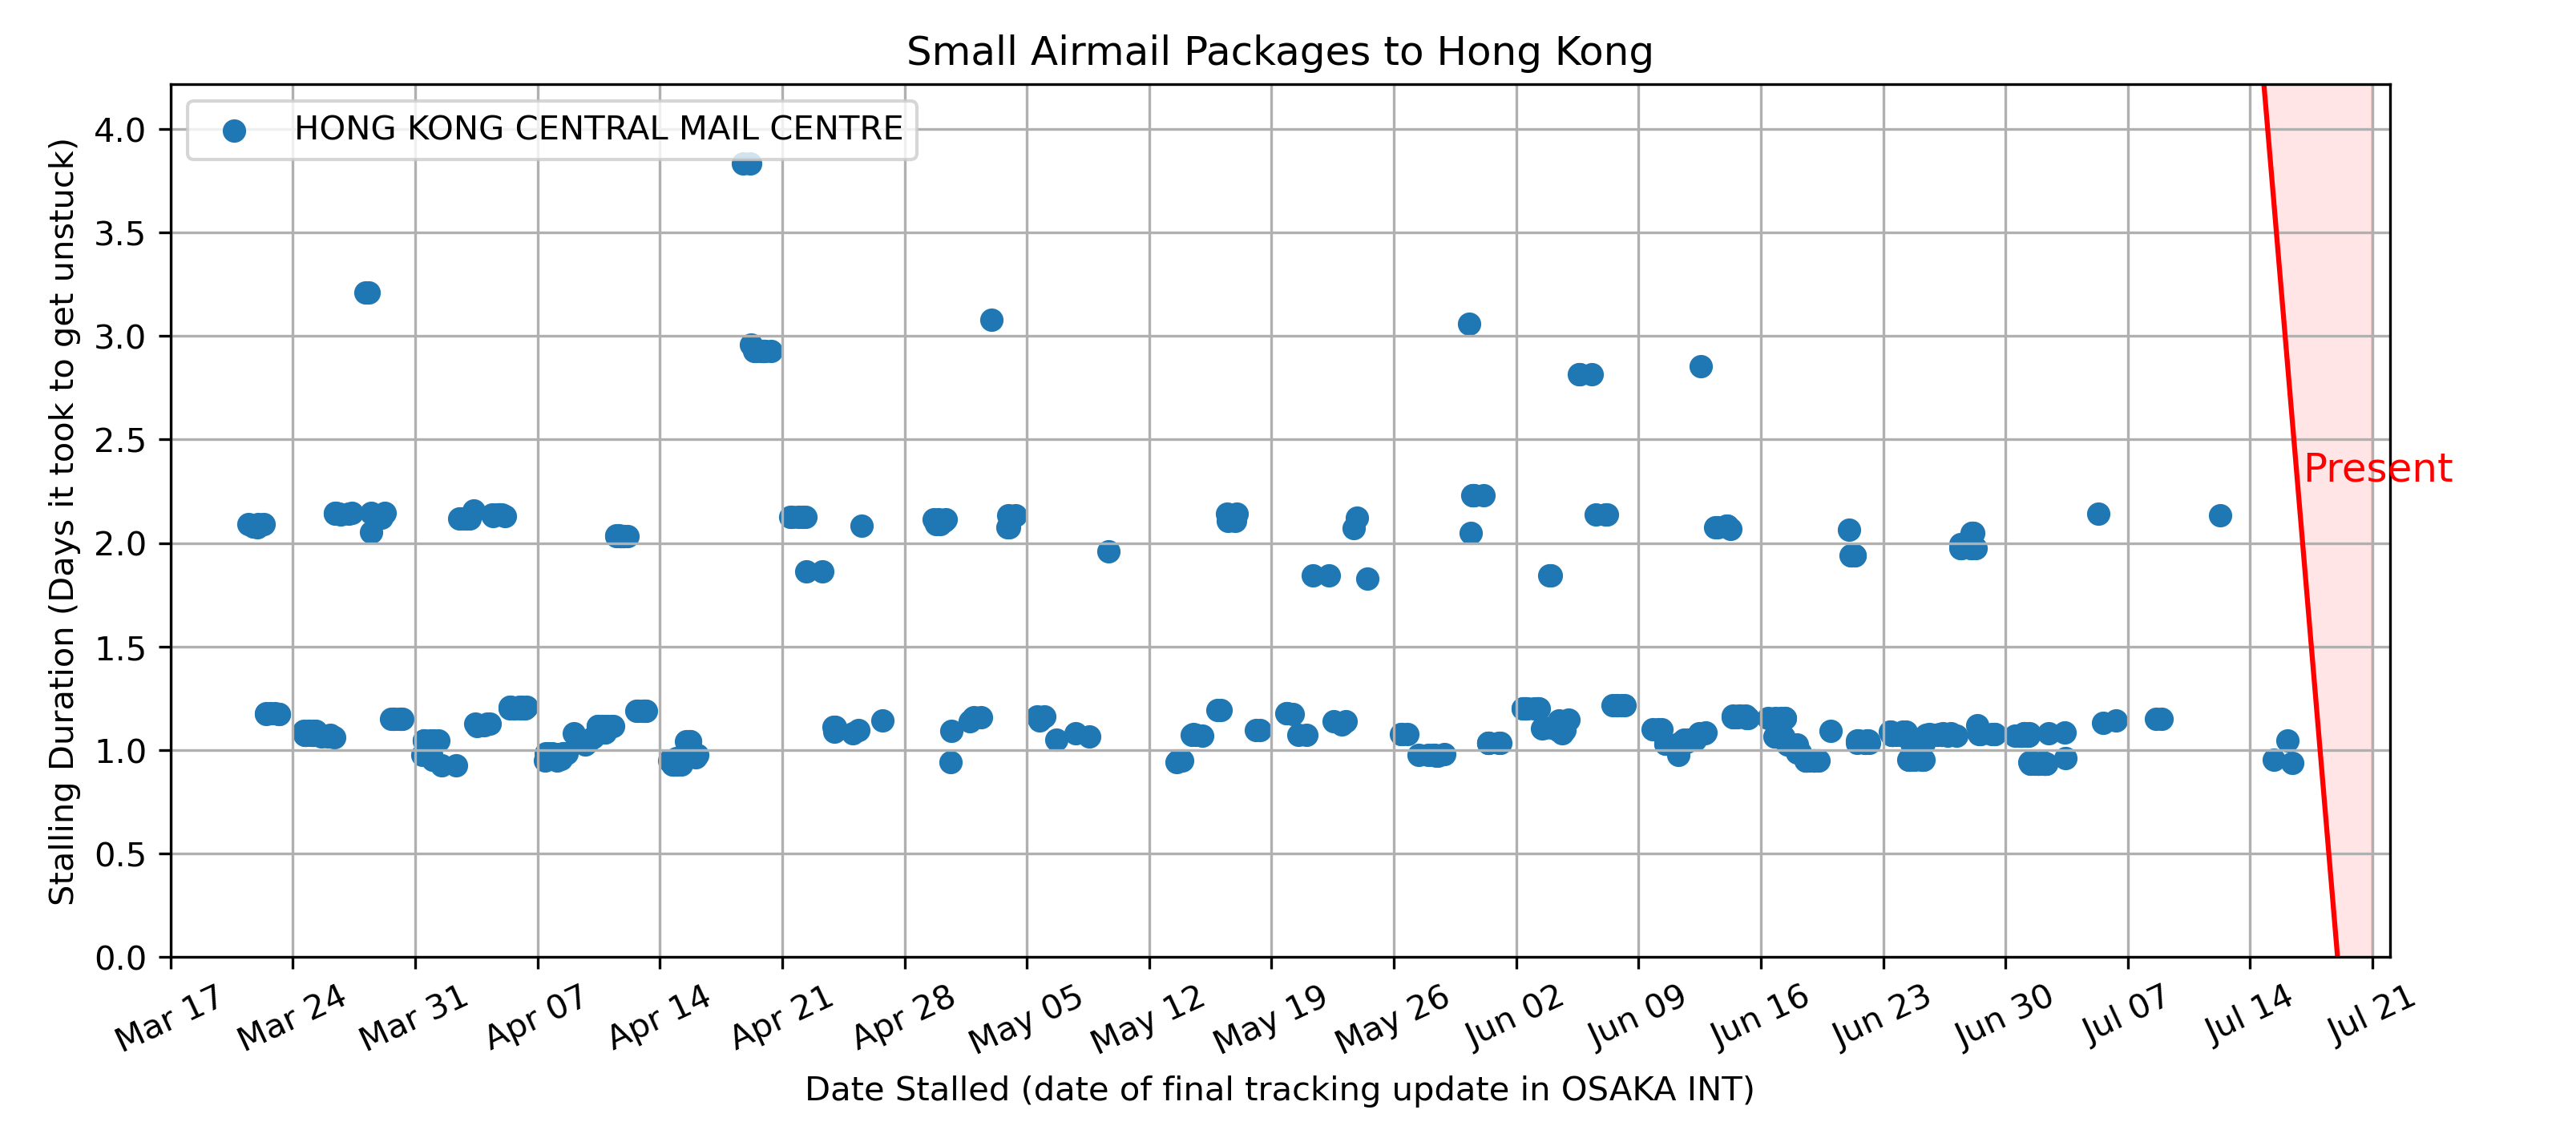 Small Airmail Packages to Hong Kong
HONG KONG CENTRAL MAIL CENTRE
Stalling Duration (Days it took to get unstuck)
4.0
3.5
3.0
2.5
2.0
1.5
1.0
0.5
0.0
Present
Mar 17 Mar 24 Mar 31 Apr 07 Apr 14 Apr 21 Apr 28 May 05 May 12 May 19 May 26 Jun 02 Jun 09 Jun 16 Jun 23 Jun 30 Jul 07 Jul 14 Jul 21
Date Stalled (date of final tracking update in OSAKA INT)